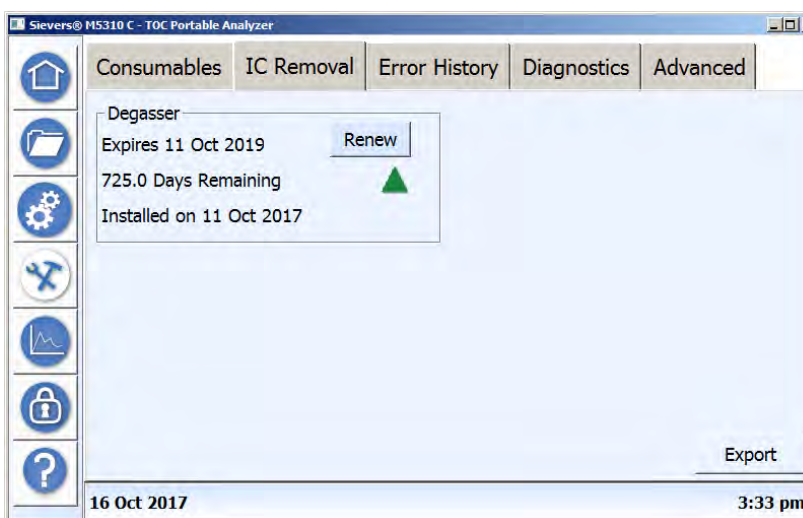 Sievers® M5310 C - TOC Portable Analyzer
Consumables IC Removal Error History Diagnostics Advanced
Degasser
Expires 11 Oct 2019 Renew
725.0 Days Remaining
Installed on 11 Oct 2017
Export
16 Oct 2017 3:33 pm